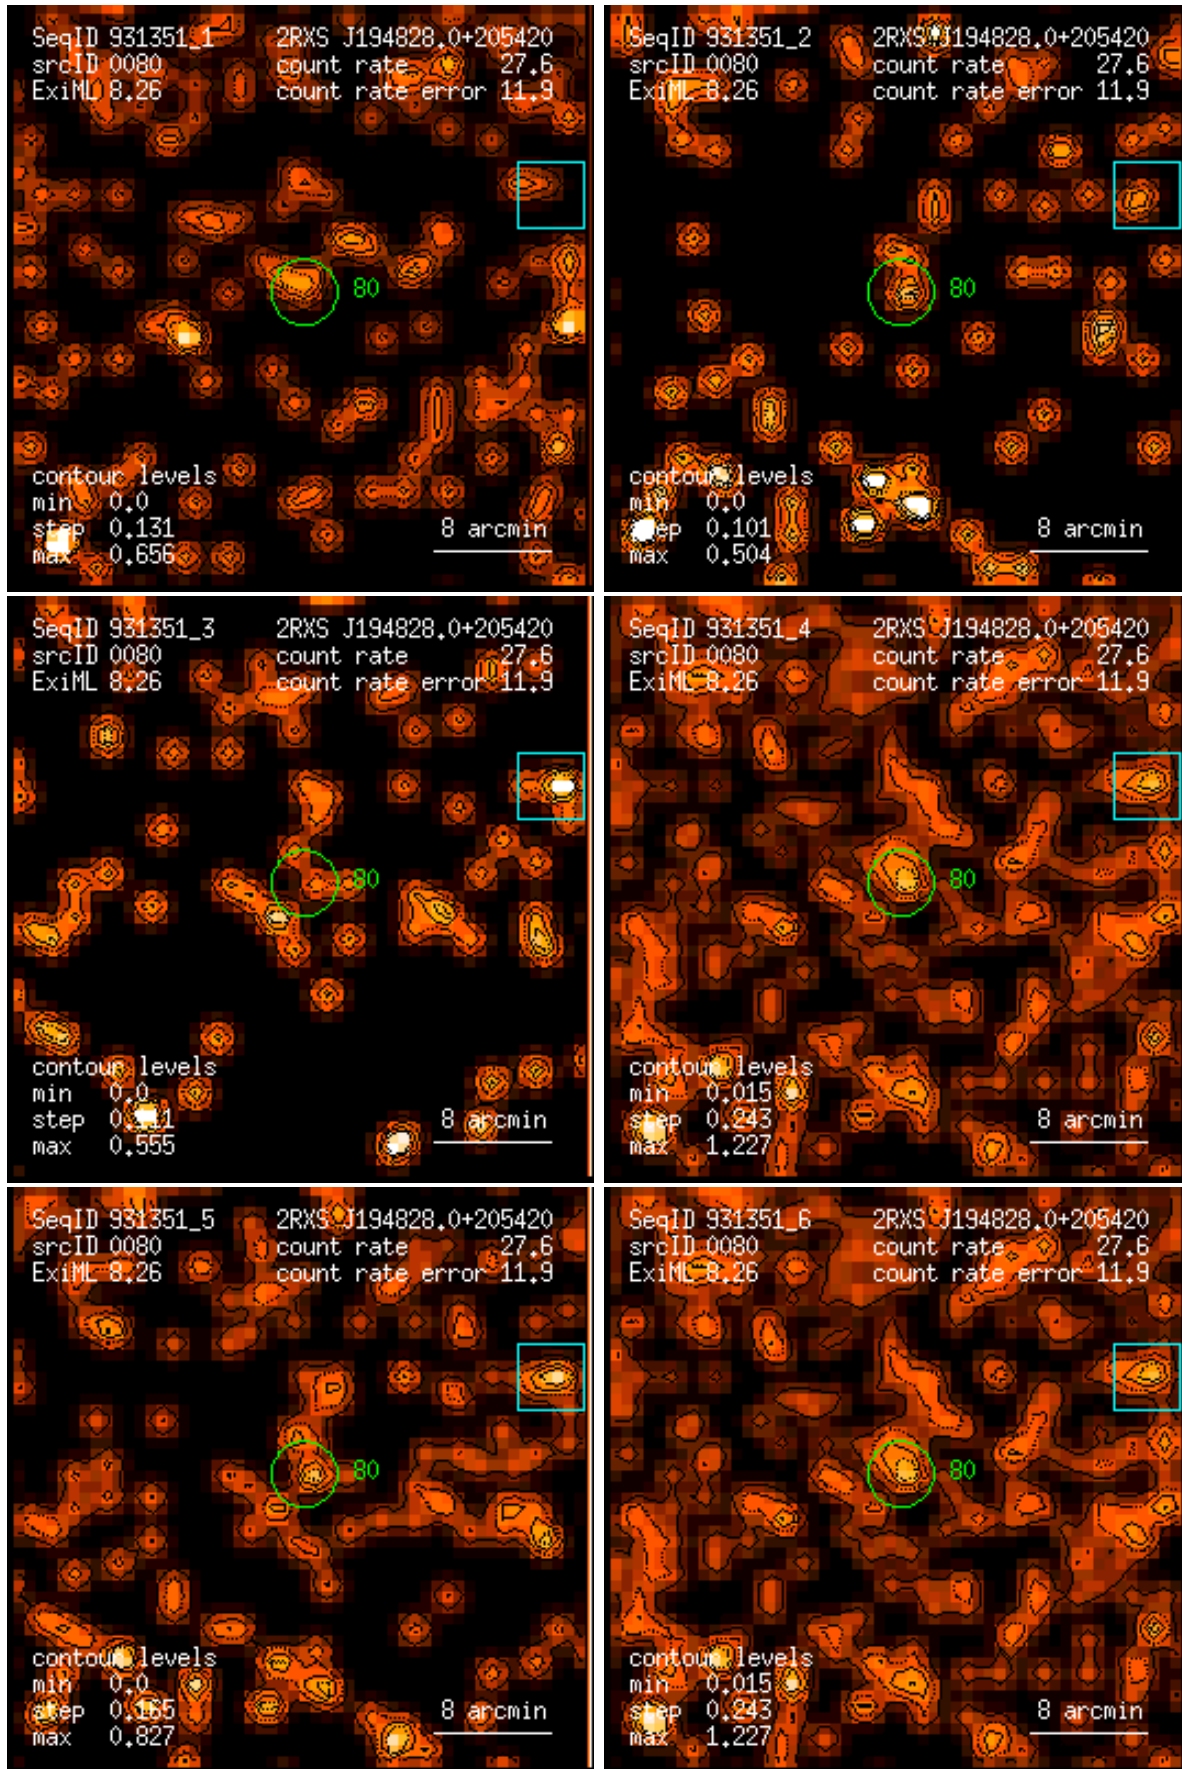 SeqID 931351_1 2RXS J194828.0+205420
srcID 0080 count rate 27.6
ExiML 8.26 count rate error 11.9
80
contour levels
min 0.0
step 0.131 8 arcmin
max 0.656
SeqID 931351_2 2RXS J194828.0+205420
srcID 0080 count rate 27.6
ExiML 8.26 count rate error 11.9
80
contour levels
min 0.0
step 0.101 8 arcmin
max 0.504
SeqID 931351_3 2RXS J194828.0+205420
srcID 0080 count rate 27.6
ExiML 8.26 count rate error 11.9
80
contour levels
min 0.0
step 0.111 8 arcmin
max 0.555
SeqID 931351_4 2RXS J194828.0+205420
srcID 0080 count rate 27.6
ExiML 8.26 count rate error 11.9
80
contour levels
min 0.015
step 0.243 8 arcmin
max 1.227
SeqID 931351_5 2RXS J194828.0+205420
srcID 0080 count rate 27.6
ExiML 8.26 count rate error 11.9
80
contour levels
min 0.0
step 0.165 8 arcmin
max 0.827
SeqID 931351_6 2RXS J194828.0+205420
srcID 0080 count rate 27.6
ExiML 8.26 count rate error 11.9
80
contour levels
min 0.015
step 0.243 8 arcmin
max 1.227